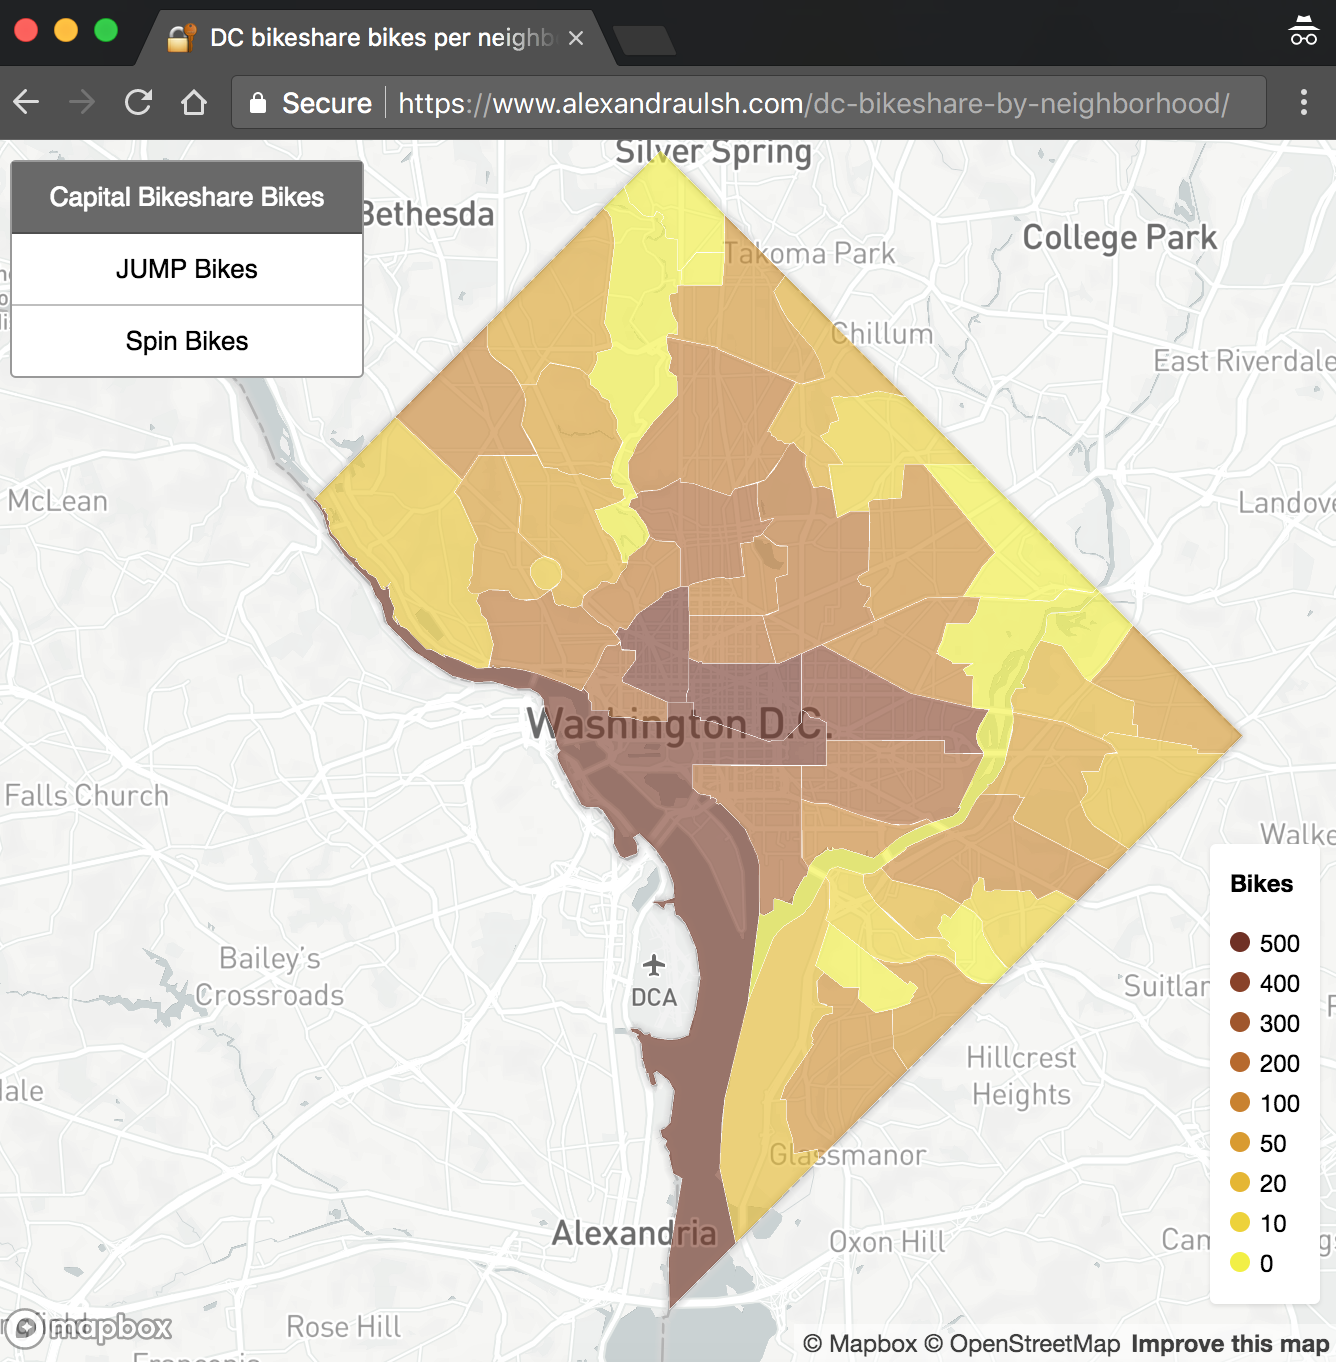 DC bikeshare bikes per neighb
Secure https://www.alexandraulsh.com/dc-bikeshare-by-neighborhood/
Capital Bikeshare Bikes
JUMP Bikes
Spin Bikes
Silver Spring
Bethesda
Takoma Park
College Park
Chillum
East Riverdale
McLean
Landove
Washington D.C.
Falls Church
Walke
Bailey's
Crossroads
DCA
Suitlar
Hillcrest
Heights
Glassmanor
Alexandria
Oxon Hill
Rose Hill
Bikes
500
400
300
200
100
50
20
10
0
mapbox
© Mapbox © OpenStreetMap Improve this map